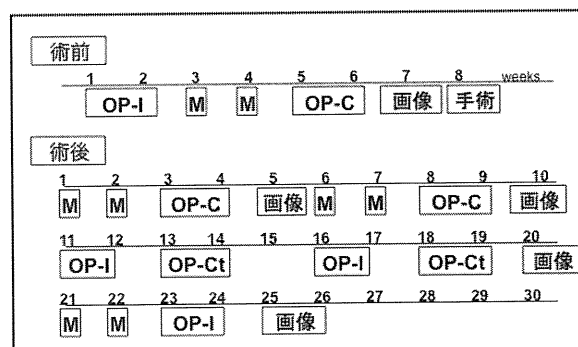 術前
1 2 3 4 5 6 7 8 weeks
OP-I M M OP-C 画像 手術
術後
1 2 3 4 5 6 7 8 9 10
M M OP-C 画像 M M OP-C 画像
11 12 13 14 15 16 17 18 19 20
OP-I OP-Ct OP-I OP-Ct 画像
21 22 23 24 25 26 27 28 29 30
M M OP-I 画像